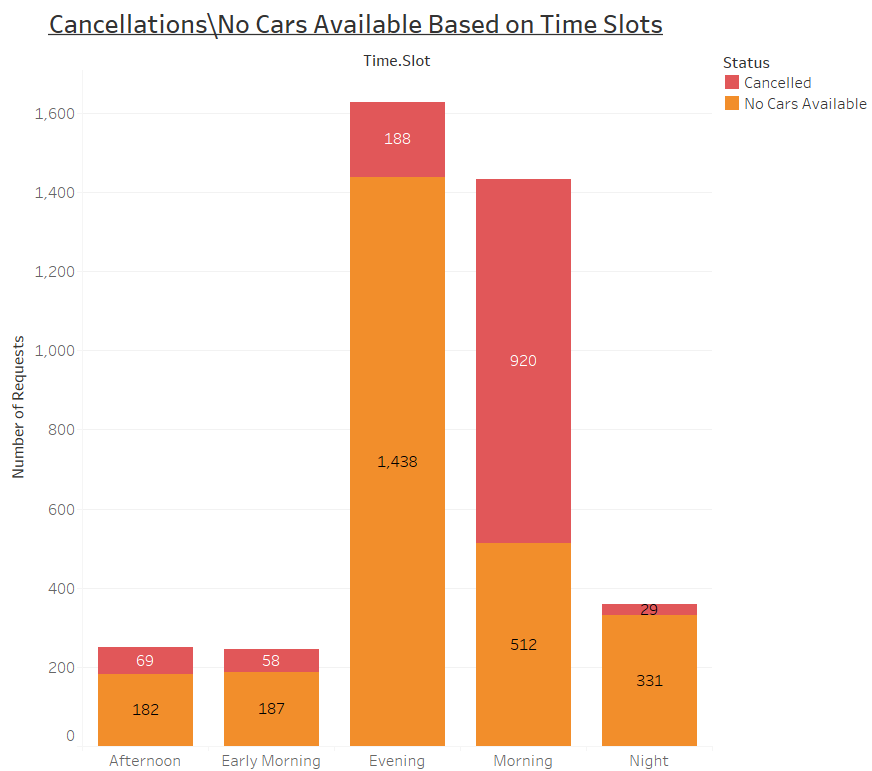 Cancellations\No Cars Available Based on Time Slots
Time.Slot
Status
Cancelled
No Cars Available
Number of Requests
1,600
1,400
1,200
1,000
800
600
400
200
0
69
182
58
187
188
1,438
920
512
29
331
Afternoon
Early Morning
Evening
Morning
Night